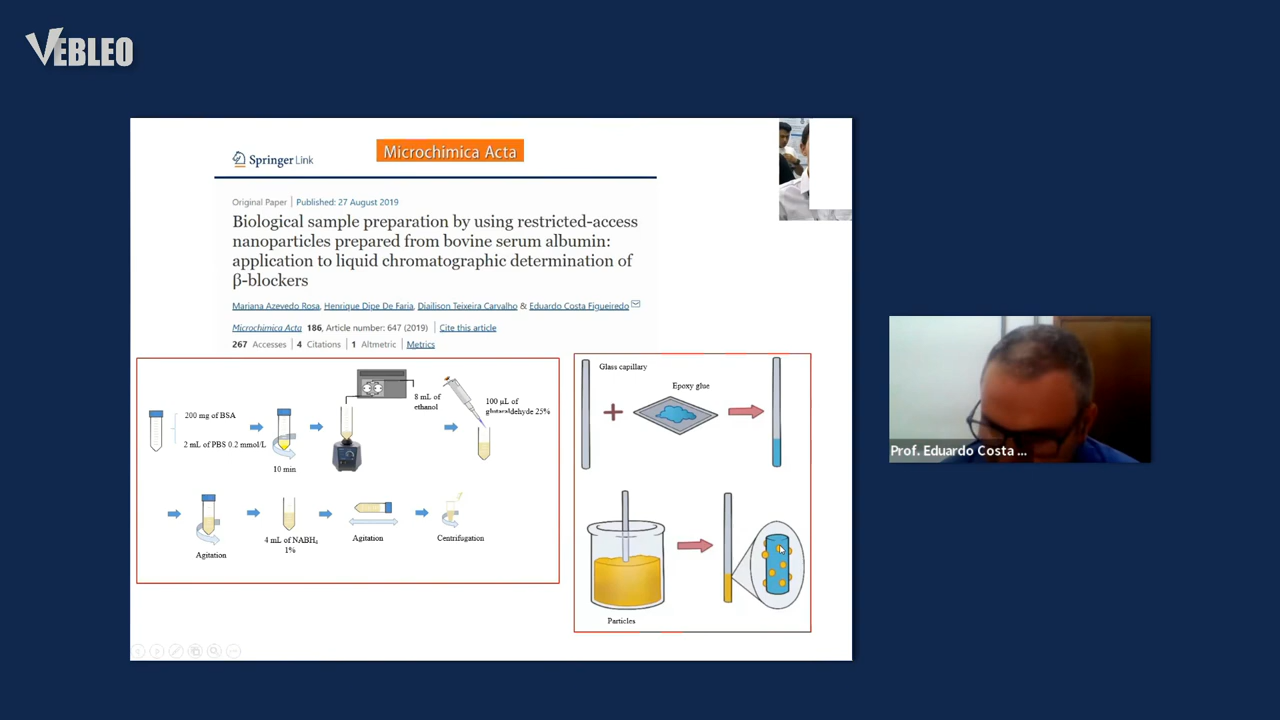 VEBLEO
Springer Link
Microchimica Acta
Original Paper | Published: 27 August 2019
Biological sample preparation by using restricted-access
nanoparticles prepared from bovine serum albumin:
application to liquid chromatographic determination of
β-blockers
Mariana Azevedo Rosa, Henrique Dipe De Faria, Diailison Teixeira Carvalho & Eduardo Costa Figueiredo
Microchimica Acta 186, Article number: 647 (2019) | Cite this article
267 Accesses | 4 Citations | 1 Altmetric | Metrics
200 mg of BSA
2 mL of PBS 0.2 mmol/L
10 min
8 mL of
ethanol
100 µL of
glutaraldehyde 25%
Agitation
4 mL of NABH₄
1%
Agitation
Centrifugation
Glass capillary
Epoxy glue
Particles
Prof. Eduardo Costa ...